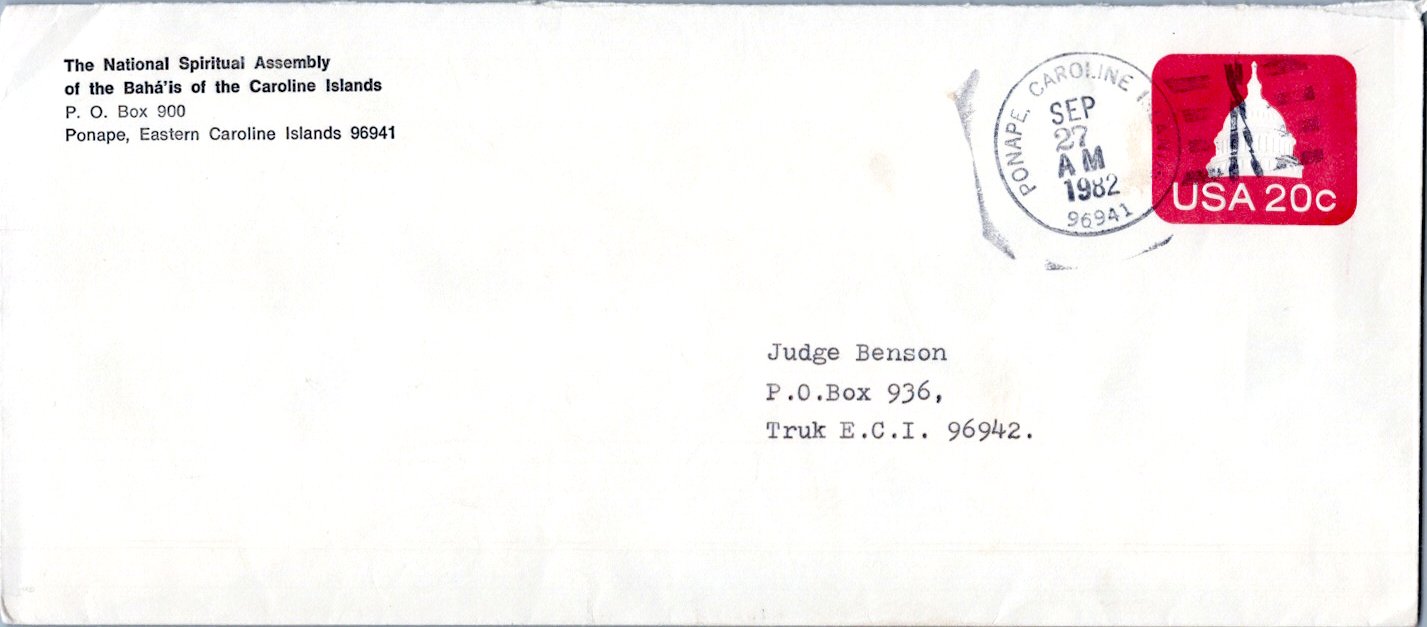 The National Spiritual Assembly
of the Bahá'is of the Caroline Islands
P. O. Box 900
Ponape, Eastern Caroline Islands 96941
PONAPE, CAROLINE
SEP
27
AM
1982
96941
USA 20c
Judge Benson
P.O.Box 936,
Truk E.C.I. 96942.